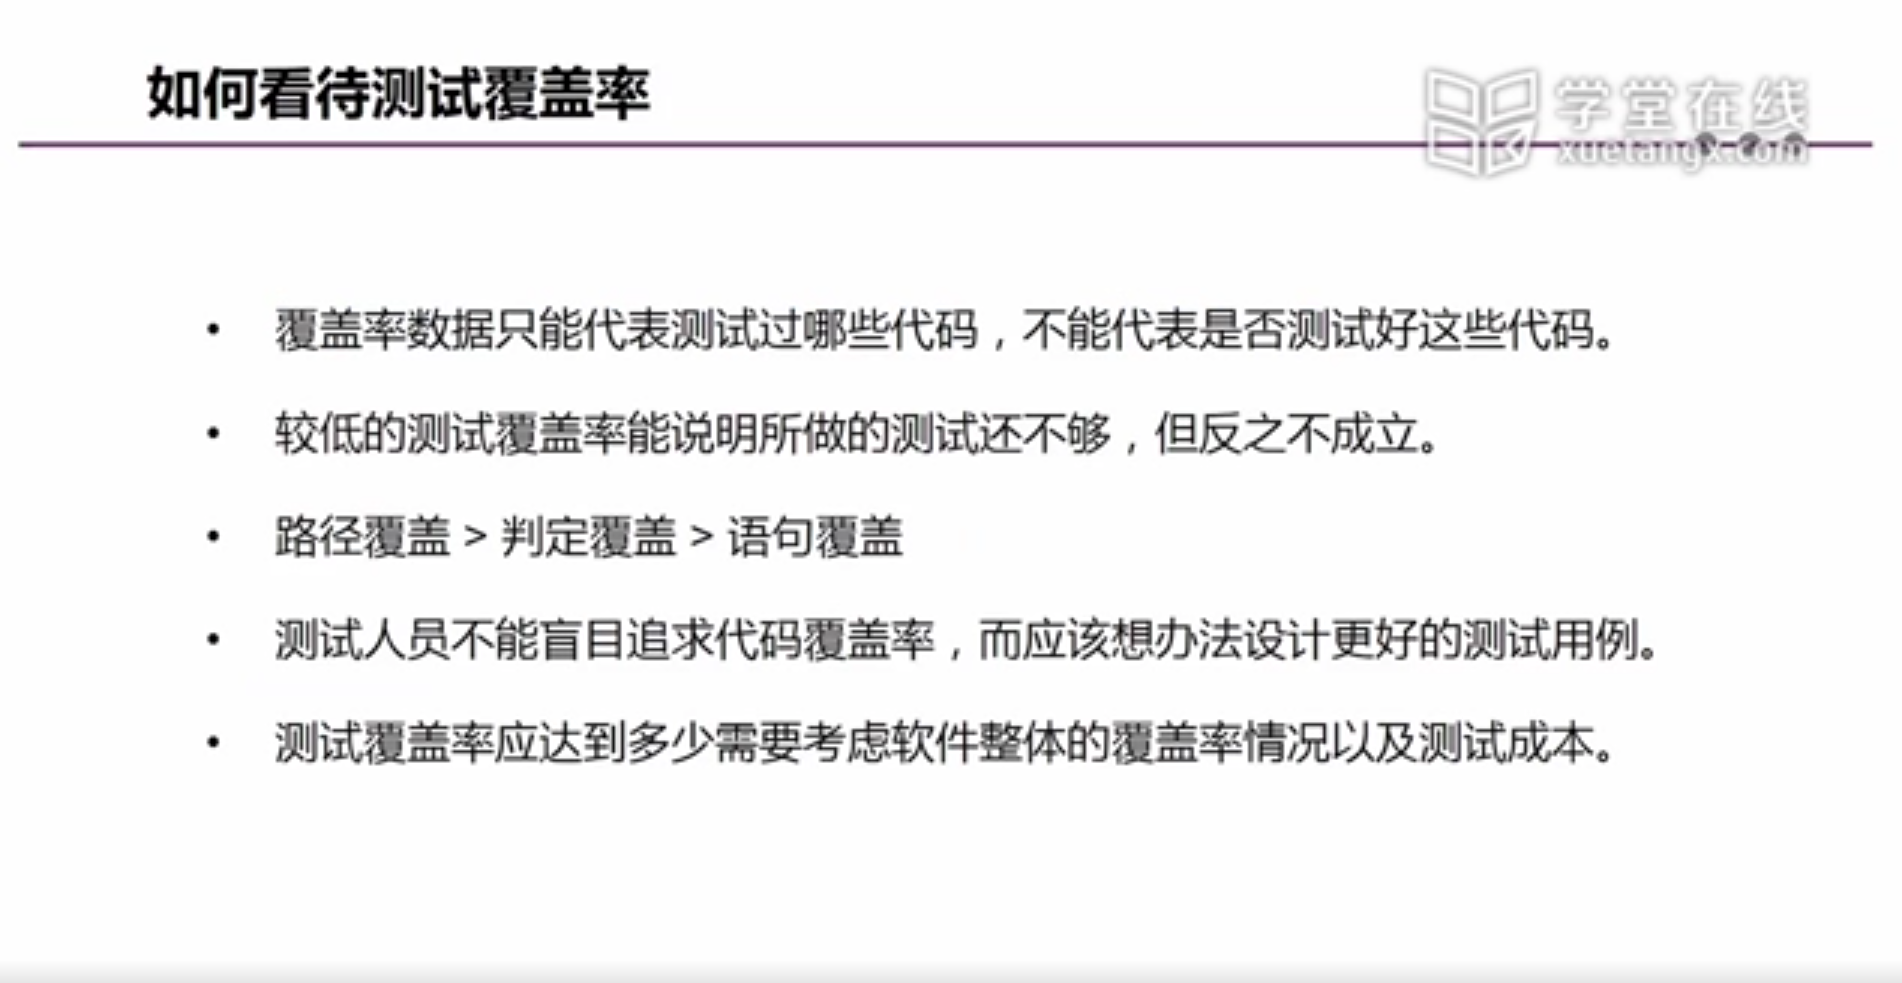 如何看待测试覆盖率
学堂在线
xuetangx.com
• 覆盖率数据只能代表测试过哪些代码，不能代表是否测试好这些代码。
• 较低的测试覆盖率能说明所做的测试还不够，但反之不成立。
• 路径覆盖 > 判定覆盖 > 语句覆盖
• 测试人员不能盲目追求代码覆盖率，而应该想办法设计更好的测试用例。
• 测试覆盖率应达到多少需要考虑软件整体的覆盖率情况以及测试成本。